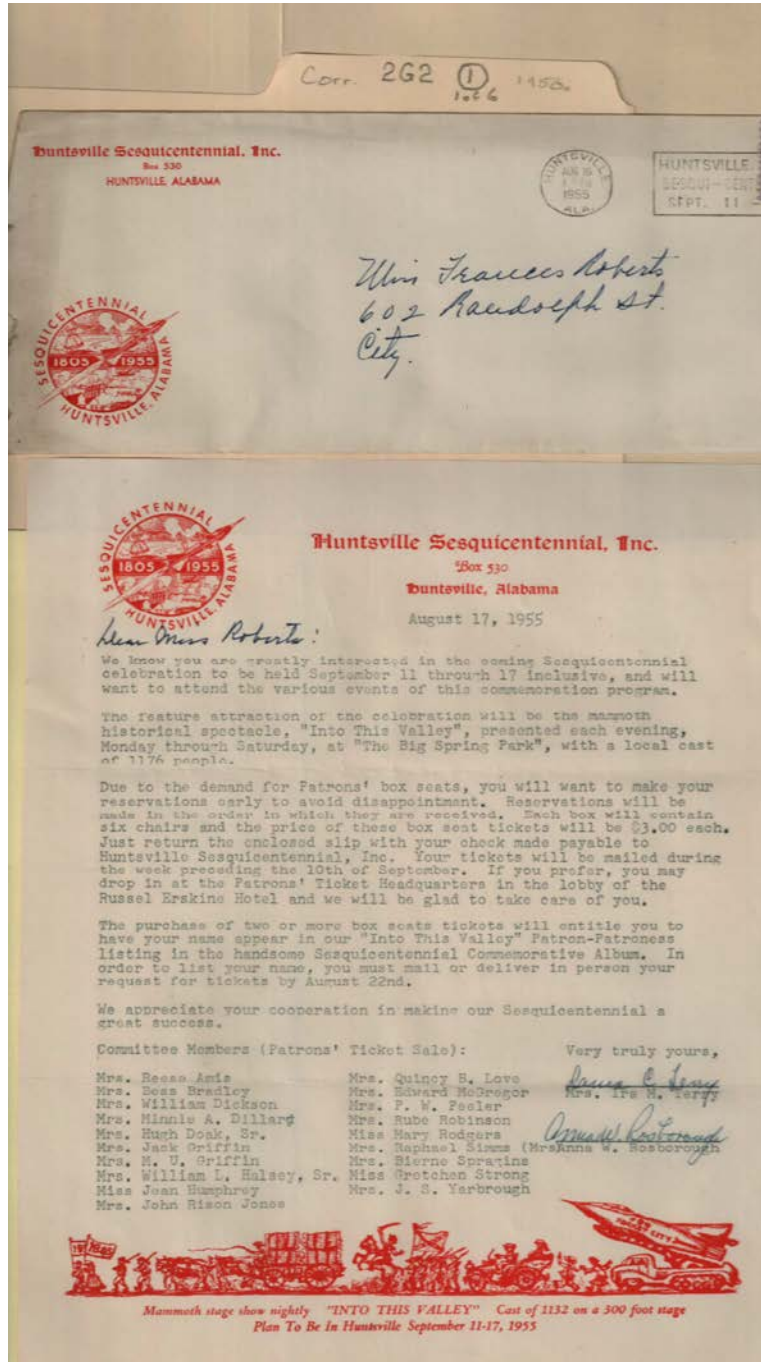 Corr. 2G2 1 1955.
1 of 6
Huntsville Sesquicentennial, Inc.
Box 530
HUNTSVILLE, ALABAMA
HUNTSVILLE
AUG 16
1955
ALA.
HUNTSVILLE
SESQUI-CENT
SEPT. 11
Miss Frances Roberts
602 Randolph St.
City.
SESQUICENTENNIAL
1805 1955
HUNTSVILLE, ALABAMA
SESQUICENTENNIAL
1805 1955
HUNTSVILLE, ALABAMA
Huntsville Sesquicentennial, Inc.
Box 530
Huntsville, Alabama
August 17, 1955
Dear Miss Roberts:
We know you are greatly interested in the coming Sesquicentennial
celebration to be held September 11 through 17 inclusive, and will
want to attend the various events of this commemoration program.
The feature attraction of the celebration will be the mammoth
historical spectacle, "Into This Valley", presented each evening,
Monday through Saturday, at "The Big Spring Park", with a local cast
of 1176 people.
Due to the demand for Patrons' box seats, you will want to make your
reservations early to avoid disappointment. Reservations will be
made in the order in which they are received. Each box will contain
six chairs and the price of these box seat tickets will be $3.00 each.
Just return the enclosed slip with your check made payable to
Huntsville Sesquicentennial, Inc. Your tickets will be mailed during
the week preceding the 10th of September. If you prefer, you may
drop in at the Patrons' Ticket Headquarters in the lobby of the
Russel Erskine Hotel and we will be glad to take care of you.
The purchase of two or more box seats tickets will entitle you to
have your name appear in our "Into This Valley" Patron-Patroness
listing in the handsome Sesquicentennial Commemorative Album. In
order to list your name, you must mail or deliver in person your
request for tickets by August 22nd.
We appreciate your cooperation in making our Sesquicentennial a
great success.
Committee Members (Patrons' Ticket Sale): Very truly yours,
Mrs. Reese Amis Mrs. Quincy B. Love
Mrs. Bess Bradley Mrs. Edward McGregor Mrs. Ira M. Terry
Mrs. William Dickson Mrs. P. W. Peeler
Mrs. Minnie A. Dillard Mrs. Rube Robinson
Mrs. Hugh Doak, Sr. Miss Mary Rodgers
Mrs. Jack Griffin Mrs. Raphael Simms (Mrs Anna W. Rosborough
Mrs. M. U. Griffin Mrs. Bierne Spragins
Mrs. William L. Halsey, Sr. Miss Gretchen Strong
Miss Jean Humphrey Mrs. J. S. Yarbrough
Mrs. John Rison Jones
Mammoth stage show nightly "INTO THIS VALLEY" Cast of 1132 on a 300 foot stage
Plan To Be In Huntsville September 11-17, 1955